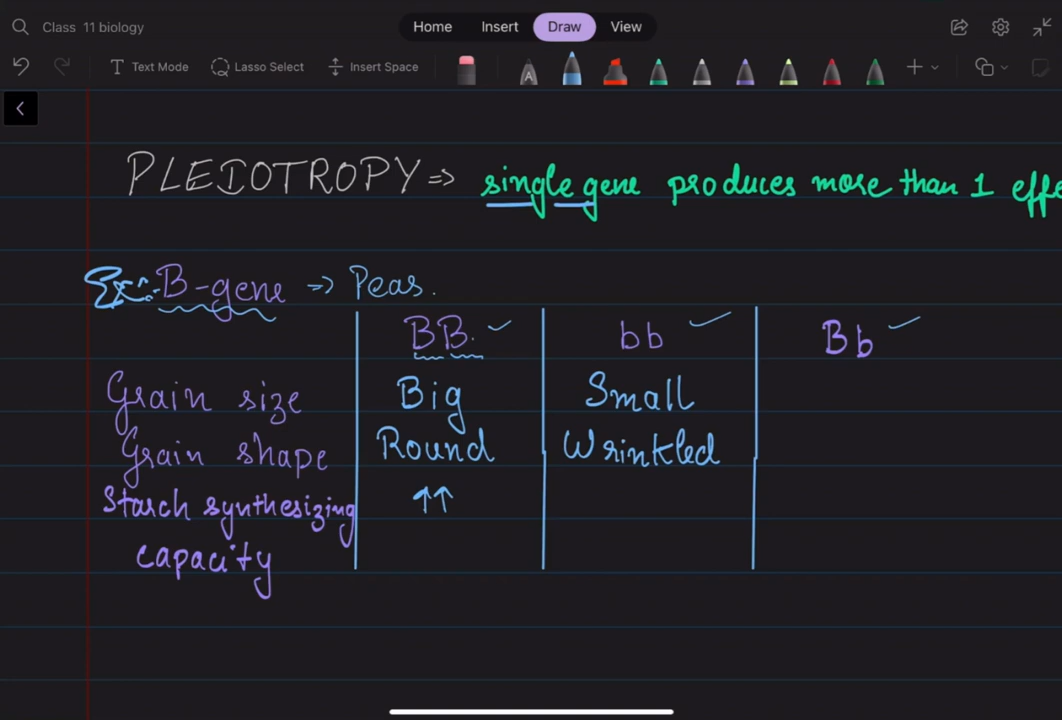 Class 11 biology Home Insert Draw View
Text Mode Lasso Select Insert Space A
PLEIOTROPY => single gene produces more than 1 effe
Ex:- B-gene => Peas.
BB. bb Bb
Grain size Big Small
Grain shape Round Wrinkled
Starch synthesizing ↑↑
capacity